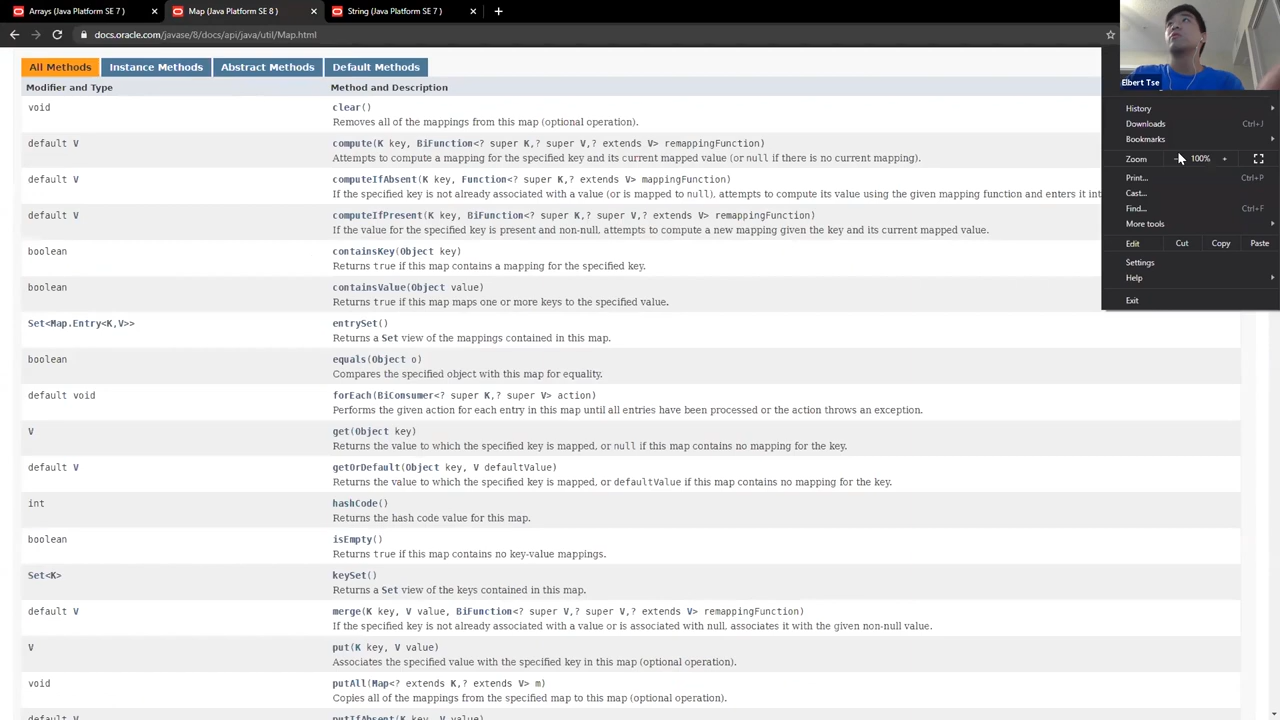 Arrays (Java Platform SE 7 )
Map (Java Platform SE 8 )
String (Java Platform SE 7 )
docs.oracle.com/javase/8/docs/api/java/util/Map.html
Elbert Tse
History
Downloads Ctrl+J
Bookmarks
Zoom - 100% +
Print... Ctrl+P
Cast...
Find... Ctrl+F
More tools
Edit Cut Copy Paste
Settings
Help
Exit
All Methods Instance Methods Abstract Methods Default Methods
Modifier and Type Method and Description
void clear()
Removes all of the mappings from this map (optional operation).
default V compute(K key, BiFunction<? super K,? super V,? extends V> remappingFunction)
Attempts to compute a mapping for the specified key and its current mapped value (or null if there is no current mapping).
default V computeIfAbsent(K key, Function<? super K,? extends V> mappingFunction)
If the specified key is not already associated with a value (or is mapped to null), attempts to compute its value using the given mapping function and enters it int
default V computeIfPresent(K key, BiFunction<? super K,? super V,? extends V> remappingFunction)
If the value for the specified key is present and non-null, attempts to compute a new mapping given the key and its current mapped value.
boolean containsKey(Object key)
Returns true if this map contains a mapping for the specified key.
boolean containsValue(Object value)
Returns true if this map maps one or more keys to the specified value.
Set<Map.Entry<K,V>> entrySet()
Returns a Set view of the mappings contained in this map.
boolean equals(Object o)
Compares the specified object with this map for equality.
default void forEach(BiConsumer<? super K,? super V> action)
Performs the given action for each entry in this map until all entries have been processed or the action throws an exception.
V get(Object key)
Returns the value to which the specified key is mapped, or null if this map contains no mapping for the key.
default V getOrDefault(Object key, V defaultValue)
Returns the value to which the specified key is mapped, or defaultValue if this map contains no mapping for the key.
int hashCode()
Returns the hash code value for this map.
boolean isEmpty()
Returns true if this map contains no key-value mappings.
Set<K> keySet()
Returns a Set view of the keys contained in this map.
default V merge(K key, V value, BiFunction<? super V,? super V,? extends V> remappingFunction)
If the specified key is not already associated with a value or is associated with null, associates it with the given non-null value.
V put(K key, V value)
Associates the specified value with the specified key in this map (optional operation).
void putAll(Map<? extends K,? extends V> m)
Copies all of the mappings from the specified map to this map (optional operation).
default V putIfAbsent(K key, V value)